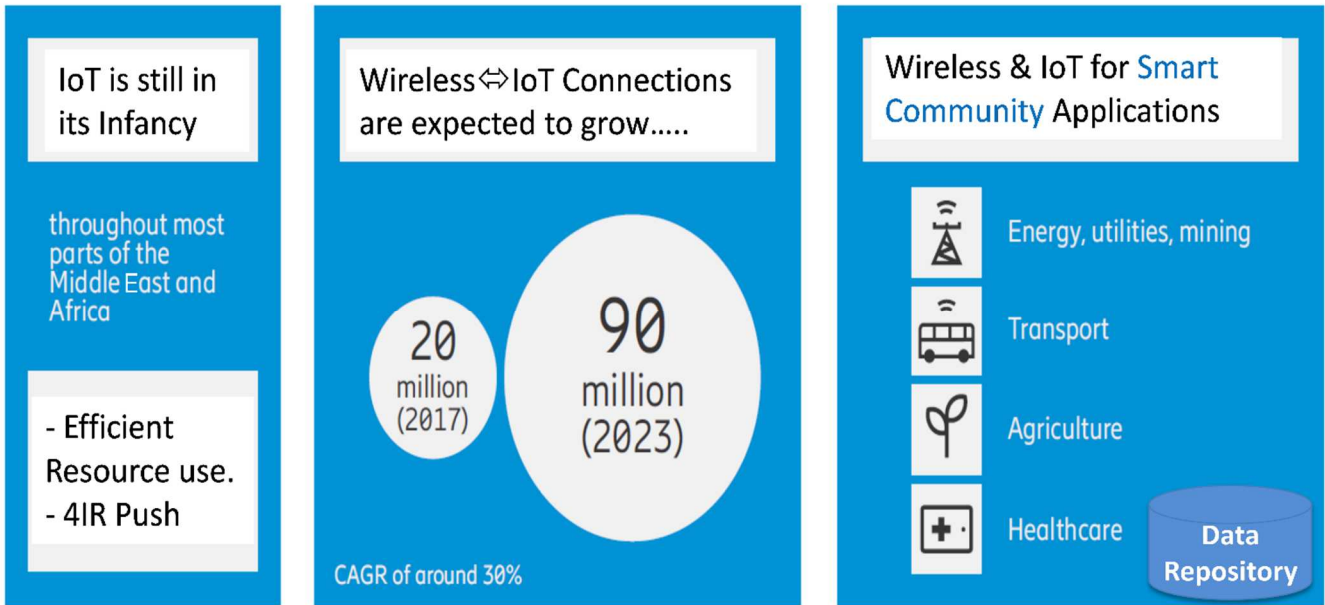 IoT is still in
its Infancy
throughout most
parts of the
Middle East and
Africa
- Efficient
Resource use.
- 4IR Push
Wireless⇔IoT Connections
are expected to grow.....
20
million
(2017)
90
million
(2023)
CAGR of around 30%
Wireless & IoT for Smart
Community Applications
Energy, utilities, mining
Transport
Agriculture
Healthcare
Data
Repository